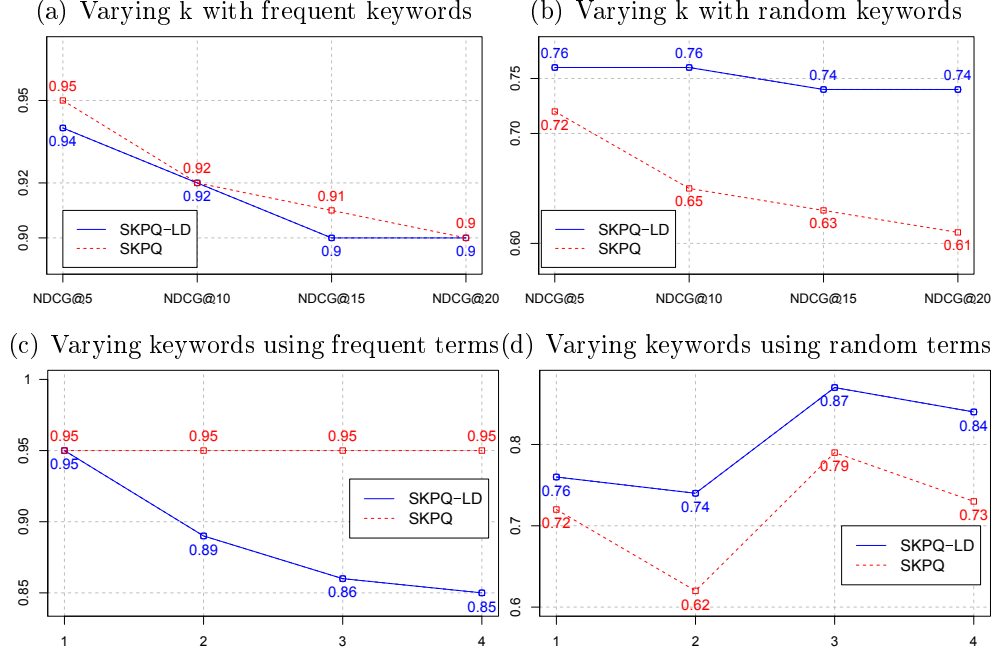 (a) Varying k with frequent keywords
0.95
0.92
0.90
0.95
0.94
0.92
0.92
0.91
0.9
0.9
0.9
SKPQ-LD
SKPQ
NDCG@5
NDCG@10
NDCG@15
NDCG@20
(b) Varying k with random keywords
0.75
0.70
0.60
0.76
0.76
0.74
0.74
0.72
0.65
0.63
0.61
SKPQ-LD
SKPQ
NDCG@5
NDCG@10
NDCG@15
NDCG@20
(c) Varying keywords using frequent terms
1
0.95
0.90
0.85
0.95
0.95
0.95
0.95
0.95
0.89
0.86
0.85
SKPQ-LD
SKPQ
1
2
3
4
(d) Varying keywords using random terms
0.8
0.7
0.6
0.76
0.74
0.87
0.84
0.72
0.62
0.79
0.73
SKPQ-LD
SKPQ
1
2
3
4